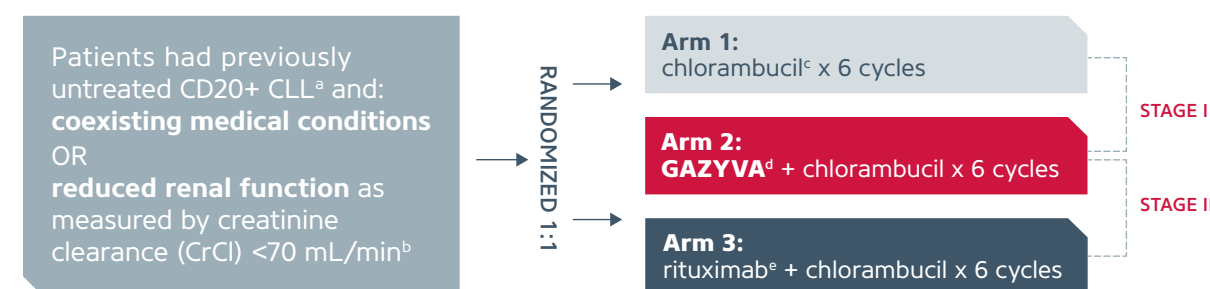 Patients had previously
untreated CD20+ CLLᵃ and:
coexisting medical conditions
OR
reduced renal function as
measured by creatinine
clearance (CrCl) <70 mL/minᵇ
RANDOMIZED 1:1
Arm 1:
chlorambucilᶜ x 6 cycles
Arm 2:
GAZYVAᵈ + chlorambucil x 6 cycles
Arm 3:
rituximabᵉ + chlorambucil x 6 cycles
STAGE I
STAGE II